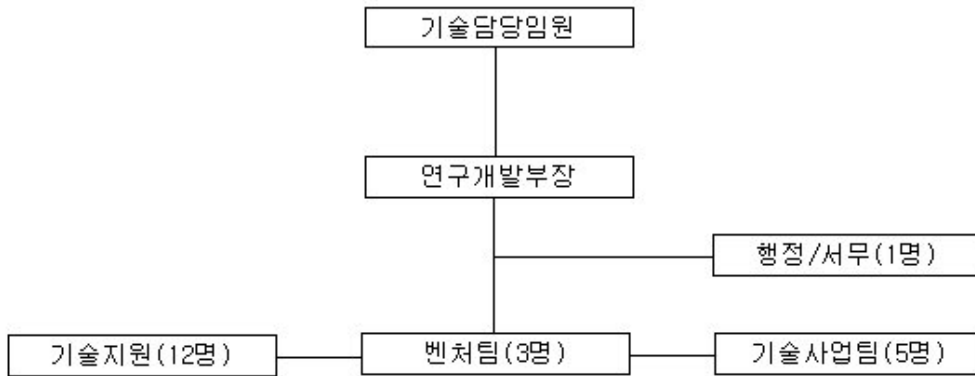 기술담당임원
연구개발부장
행정/서무(1명)
기술지원(12명)
벤처팀(3명)
기술사업팀(5명)